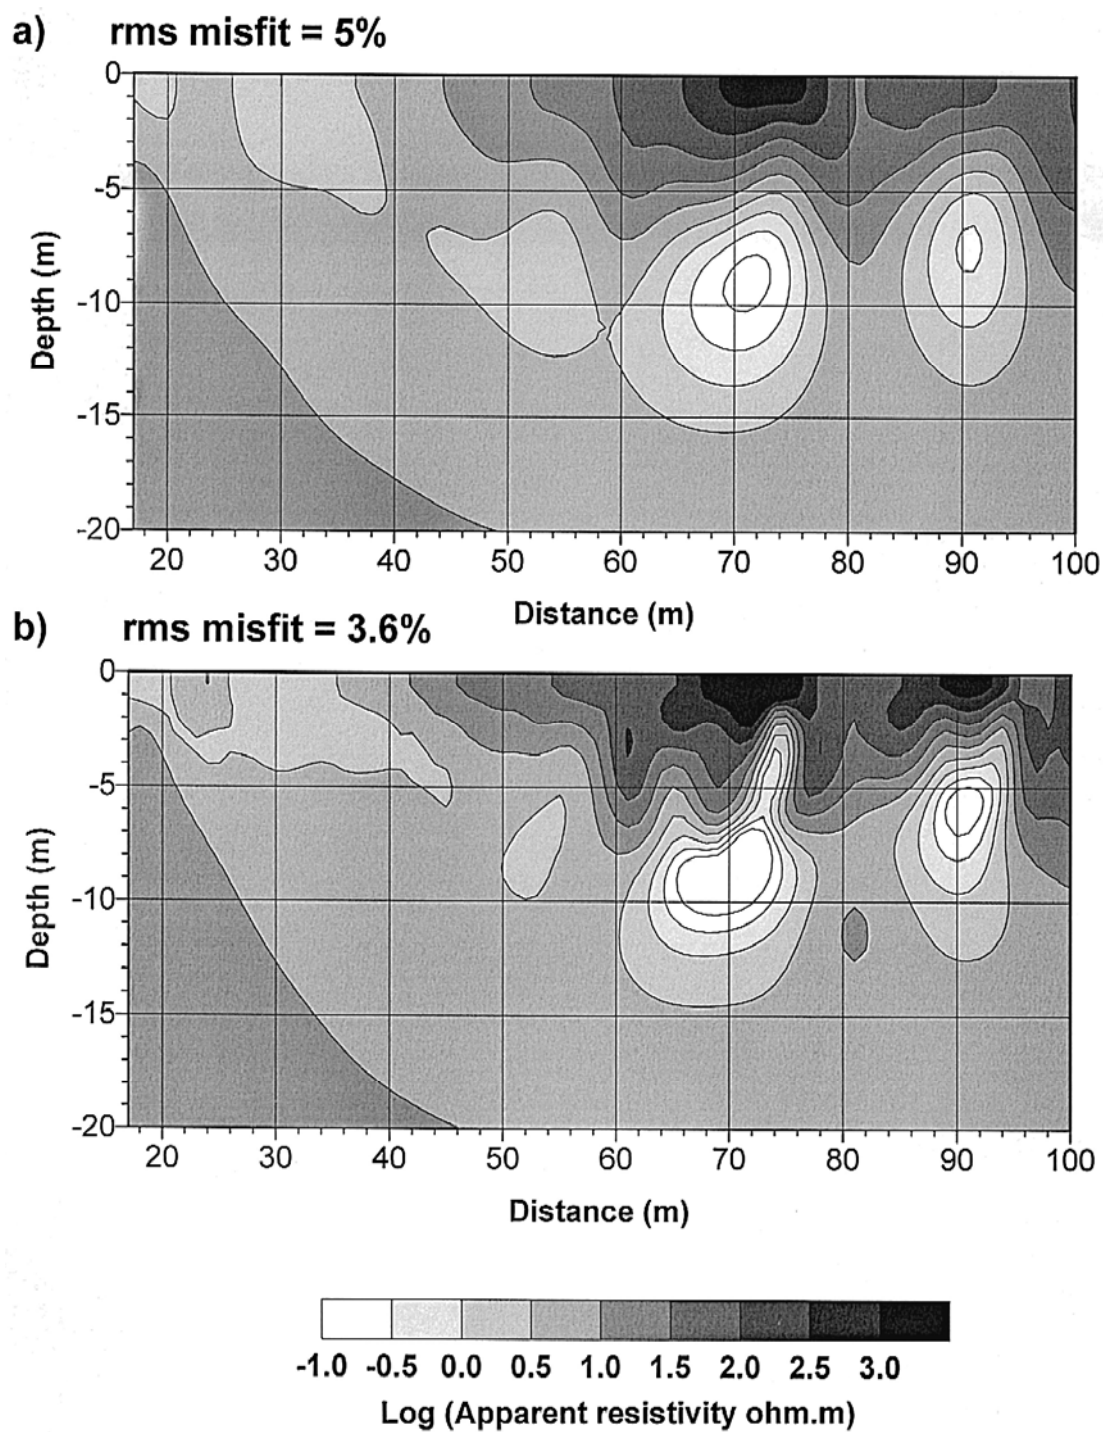 a) rms misfit = 5%
0
-5
-10
-15
-20
Depth (m)
20 30 40 50 60 70 80 90 100
Distance (m)
b) rms misfit = 3.6%
0
-5
-10
-15
-20
Depth (m)
20 30 40 50 60 70 80 90 100
Distance (m)
-1.0 -0.5 0.0 0.5 1.0 1.5 2.0 2.5 3.0
Log (Apparent resistivity ohm.m)